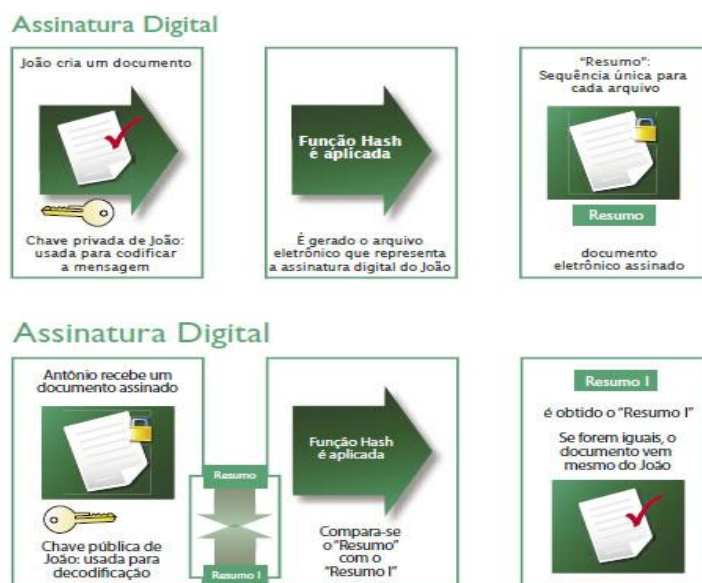 Assinatura Digital
João cria um documento
Chave privada de João:
usada para codificar
a mensagem
Função Hash
é aplicada
É gerado o arquivo
eletrônico que representa
a assinatura digital do João
“Resumo”:
Sequência única para
cada arquivo
Resumo
documento
eletrônico assinado
Assinatura Digital
Antônio recebe um
documento assinado
Chave pública de
João: usada para
decodificação
Resumo
Resumo I
Função Hash
é aplicada
Compara-se
o “Resumo”
com o
“Resumo I”
Resumo I
é obtido o “Resumo I”
Se forem iguais, o
documento vem
mesmo do João